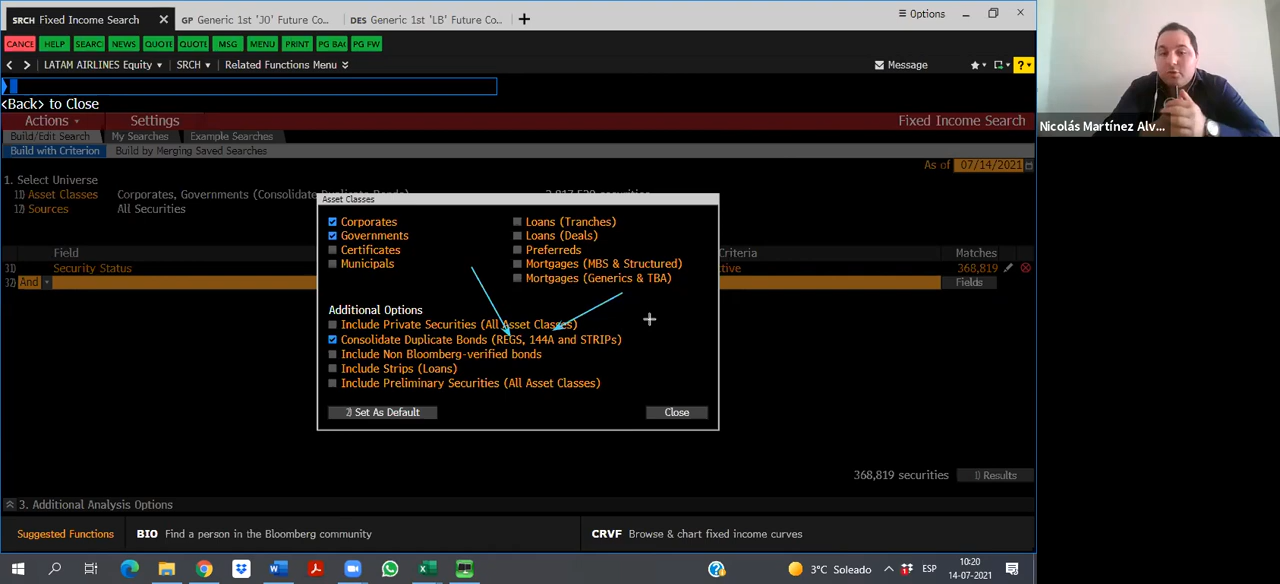 SRCH Fixed Income Search
GP Generic 1st 'JO' Future Co...
DES Generic 1st 'LB' Future Co...
Options
CANCE HELP SEARC NEWS QUOTE QUOTE MSG MENU PRINT PG BAC PG FW
LATAM AIRLINES Equity SRCH Related Functions Menu
Message
<Back> to Close
Actions Settings Fixed Income Search
Build/Edit Search My Searches Example Searches
Build with Criterion Build by Merging Saved Searches
As of 07/14/2021
1. Select Universe
11) Asset Classes Corporates, Governments (Consolidate Duplicate Bonds)
12) Sources All Securities
Asset Classes
Corporates
Governments
Certificates
Municipals
Loans (Tranches)
Loans (Deals)
Preferreds
Mortgages (MBS & Structured)
Mortgages (Generics & TBA)
Additional Options
Include Private Securities (All Asset Classes)
Consolidate Duplicate Bonds (REGS, 144A and STRIPs)
Include Non Bloomberg-verified bonds
Include Strips (Loans)
Include Preliminary Securities (All Asset Classes)
2) Set As Default
Close
Field Criteria Matches
31) Security Status 368,819
32) And Fields
368,819 securities 1) Results
3. Additional Analysis Options
Suggested Functions BIO Find a person in the Bloomberg community CRVF Browse & chart fixed income curves
Nicolás Martínez Alv...
3°C Soleado
ESP
10:20
14-07-2021